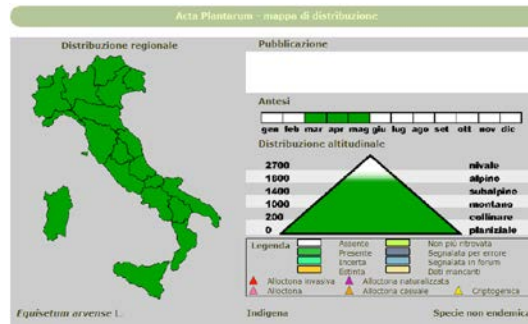 Acta Plantarum - mappa di distribuzione
Distribuzione regionale
Pubblicazione
Antesi
gen feb mar apr mag giu lug ago set ott nov dic
Distribuzione altitudinale
2700 nivale
1800 alpino
1400 subalpino
1000 montano
200 collinare
0 planiziale
Legenda
Assente Non più ritrovata
Presente Segnalata per errore
Incerta Segnalata in forum
Estinta Dati mancanti
Alloctona invasiva Alloctona naturalizzata
Alloctona Alloctona casuale Criptogenica
Equisetum arvense L.
Indigena Specie non endemica